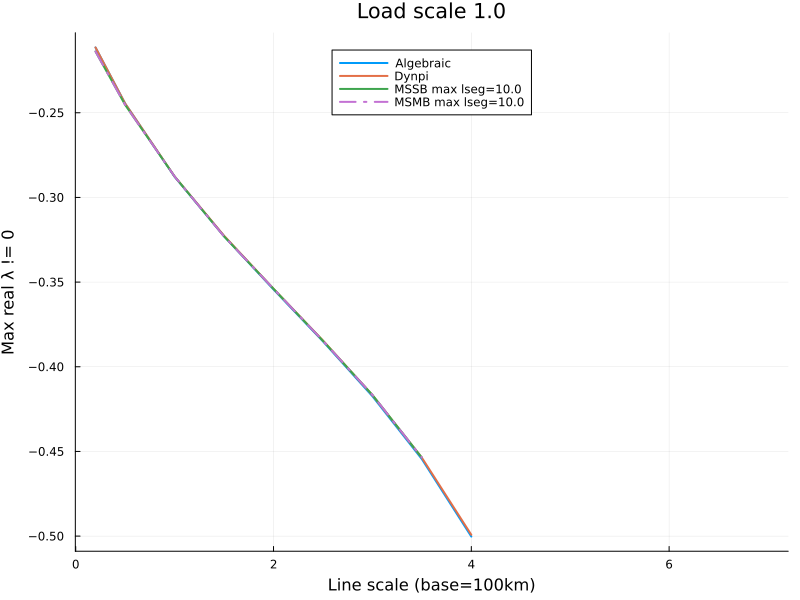 Load scale 1.0
Algebraic
Dynpi
MSSB max lseg=10.0
MSMB max lseg=10.0
Max real λ != 0
−0.25
−0.30
−0.35
−0.40
−0.45
−0.50
0 2 4 6
Line scale (base=100km)